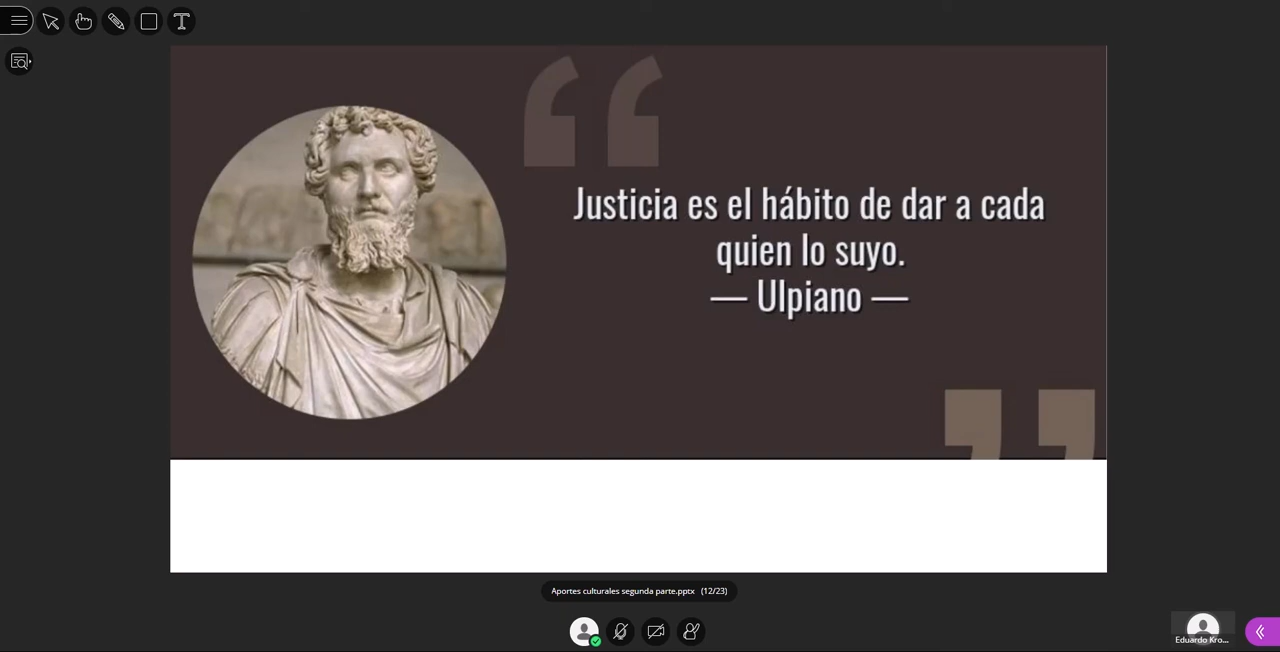 Justicia es el hábito de dar a cada
quien lo suyo.
— Ulpiano —
Aportes culturales segunda parte.pptx (12/23)
Eduardo Kro...